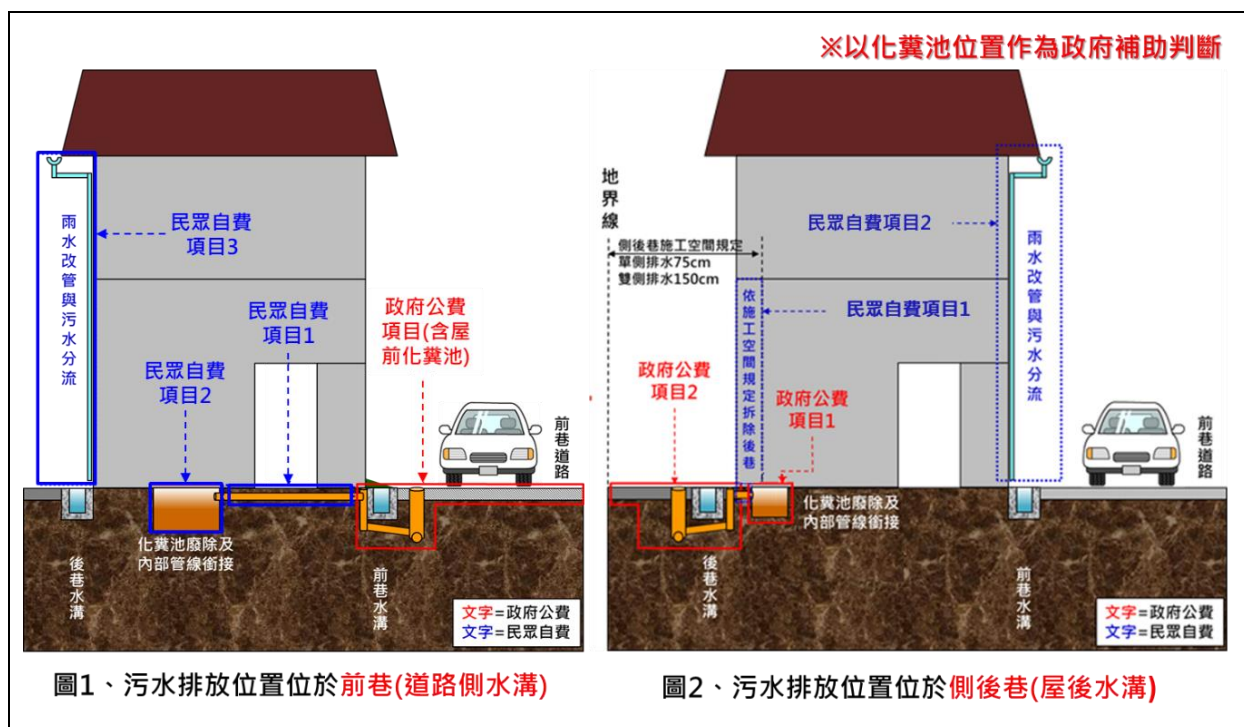 ※以化糞池位置作為政府補助判斷
雨水改管與污水分流
民眾自費
項目3
民眾自費
項目1
民眾自費
項目2
政府公費
項目(含屋
前化糞池)
前巷道路
化糞池廢除及
內部管線銜接
後巷水溝
前巷水溝
文字=政府公費
文字=民眾自費
圖1、污水排放位置位於前巷(道路側水溝)
地界線
側後巷施工空間規定
單側排水75cm
雙側排水150cm
民眾自費項目2
雨水改管與污水分流
依施工空間規定拆除後巷
民眾自費項目1
政府公費
項目2
政府公費
項目1
前巷道路
化糞池廢除及
內部管線銜接
後巷水溝
前巷水溝
文字=政府公費
文字=民眾自費
圖2、污水排放位置位於側後巷(屋後水溝)